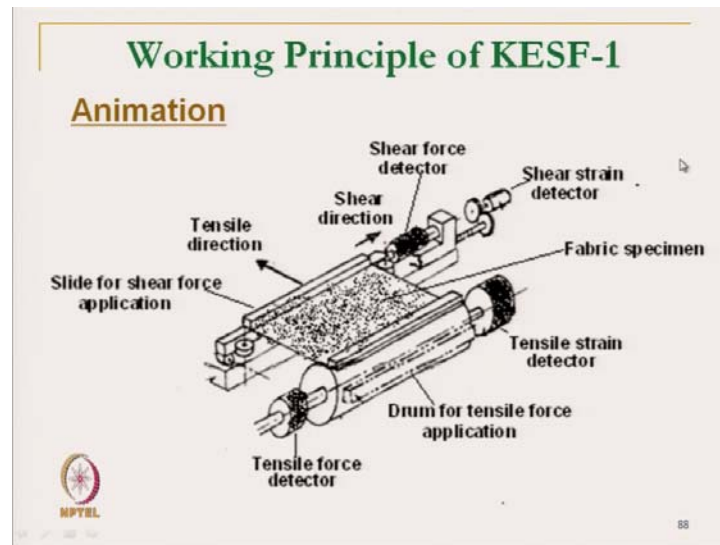 Working Principle of KESF-1
Animation
Shear force
detector
Shear strain
detector
Shear
direction
Tensile
direction
Fabric specimen
Slide for shear force
application
Tensile strain
detector
Drum for tensile force
application
Tensile force
detector
NPTEL
88